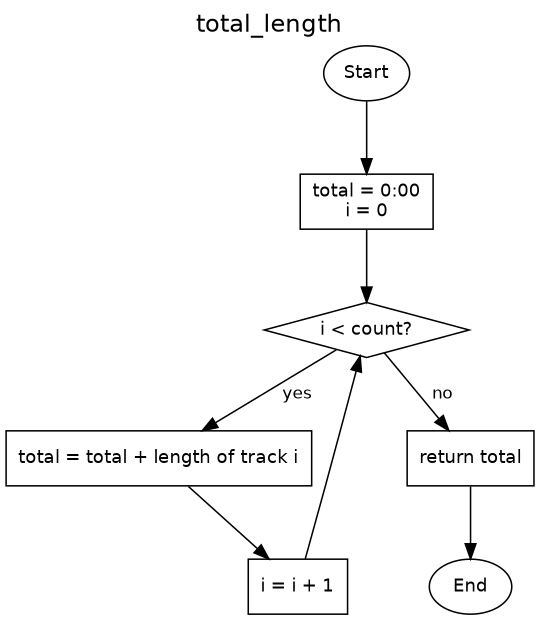 total_length
Start
total = 0:00
i = 0
i < count?
yes
no
total = total + length of track i
return total
i = i + 1
End